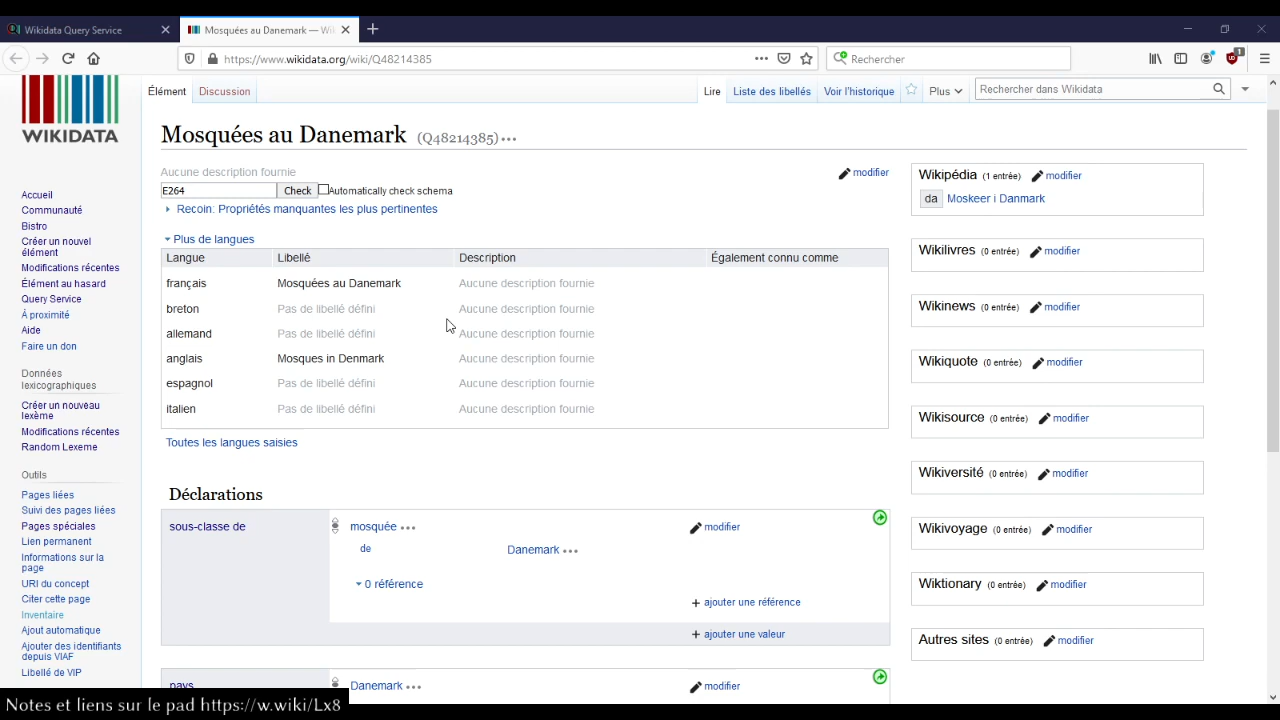 Wikidata Query Service
Mosquées au Danemark — Wi
https://www.wikidata.org/wiki/Q48214385
Rechercher
1
WIKIDATA
Élément
Discussion
Lire
Liste des libellés
Voir l'historique
Plus
Rechercher dans Wikidata
Accueil
Communauté
Bistro
Créer un nouvel
élément
Modifications récentes
Élément au hasard
Query Service
À proximité
Aide
Faire un don
Données
lexicographiques
Créer un nouveau
lexème
Modifications récentes
Random Lexeme
Outils
Pages liées
Suivi des pages liées
Pages spéciales
Lien permanent
Informations sur la
page
URI du concept
Citer cette page
Inventaire
Ajout automatique
Ajouter des identifiants
depuis VIAF
Libellé de VIP
Mosquées au Danemark (Q48214385)
Aucune description fournie
modifier
E264 Check Automatically check schema
Recoin: Propriétés manquantes les plus pertinentes
Plus de langues
Langue Libellé Description Également connu comme
français Mosquées au Danemark Aucune description fournie
breton Pas de libellé défini Aucune description fournie
allemand Pas de libellé défini Aucune description fournie
anglais Mosques in Denmark Aucune description fournie
espagnol Pas de libellé défini Aucune description fournie
italien Pas de libellé défini Aucune description fournie
Toutes les langues saisies
Déclarations
sous-classe de mosquée modifier
de Danemark
0 référence
+ ajouter une référence
+ ajouter une valeur
pays Danemark modifier
Wikipédia (1 entrée) modifier
da Moskeer i Danmark
Wikilivres (0 entrée) modifier
Wikinews (0 entrée) modifier
Wikiquote (0 entrée) modifier
Wikisource (0 entrée) modifier
Wikiversité (0 entrée) modifier
Wikivoyage (0 entrée) modifier
Wiktionary (0 entrée) modifier
Autres sites (0 entrée) modifier
Notes et liens sur le pad https://w.wiki/Lx8